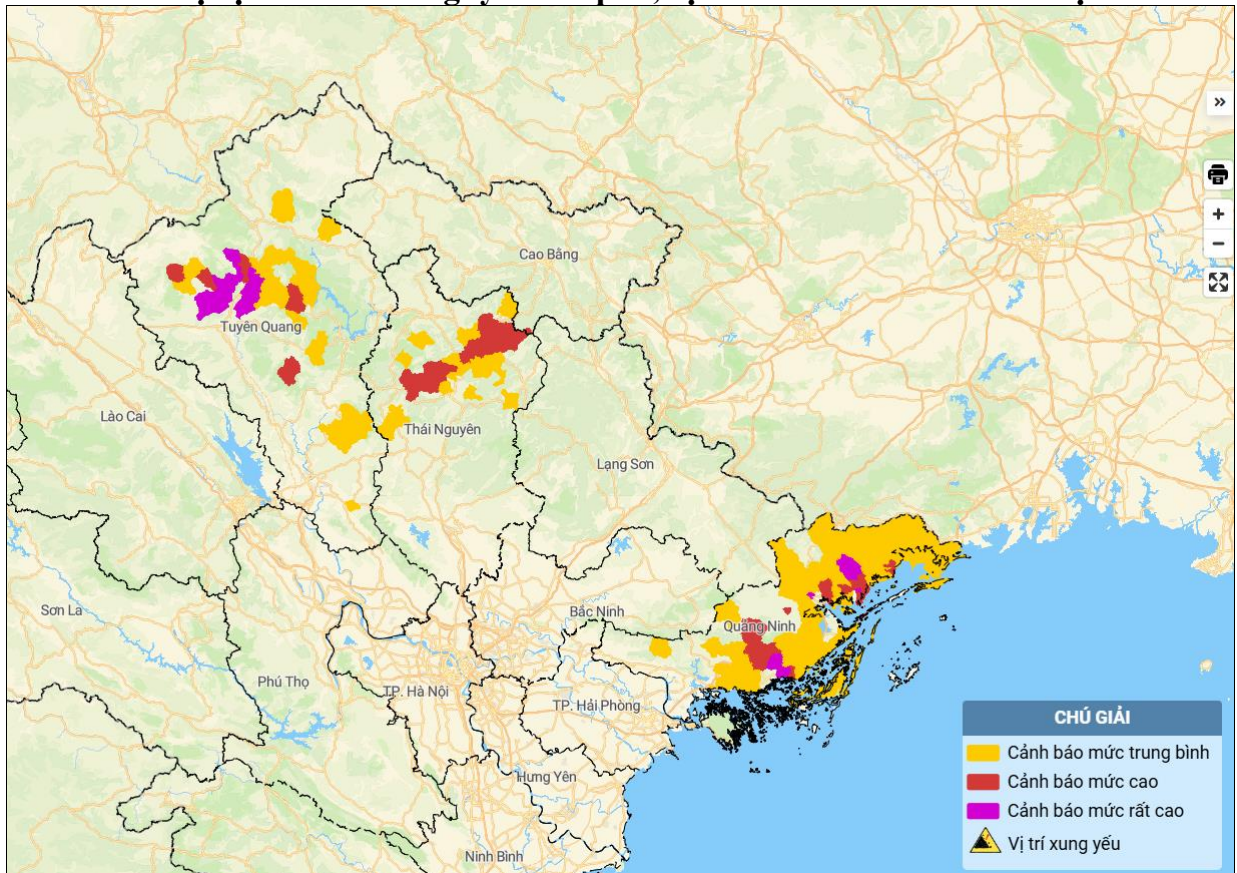 »
Cao Bằng
+
−
Tuyên Quang
Lào Cai
Thái Nguyên
Lạng Sơn
Sơn La
Bắc Ninh
Quảng Ninh
Phú Thọ
TP. Hà Nội
TP. Hải Phòng
Hưng Yên
Ninh Bình
CHÚ GIẢI
Cảnh báo mức trung bình
Cảnh báo mức cao
Cảnh báo mức rất cao
Vị trí xung yếu